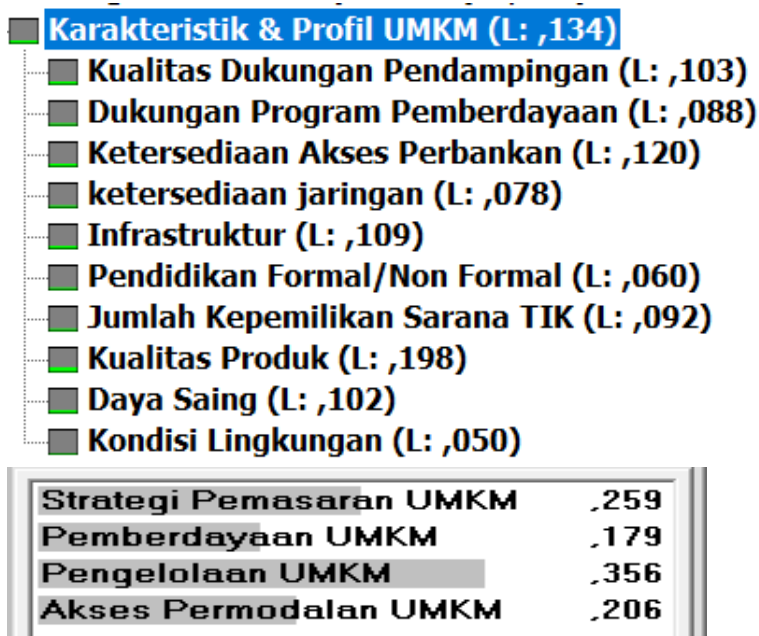 Karakteristik & Profil UMKM (L: ,134)
Kualitas Dukungan Pendampingan (L: ,103)
Dukungan Program Pemberdayaan (L: ,088)
Ketersediaan Akses Perbankan (L: ,120)
ketersediaan jaringan (L: ,078)
Infrastruktur (L: ,109)
Pendidikan Formal/Non Formal (L: ,060)
Jumlah Kepemilikan Sarana TIK (L: ,092)
Kualitas Produk (L: ,198)
Daya Saing (L: ,102)
Kondisi Lingkungan (L: ,050)
Strategi Pemasaran UMKM ,259
Pemberdayaan UMKM ,179
Pengelolaan UMKM ,356
Akses Permodalan UMKM ,206